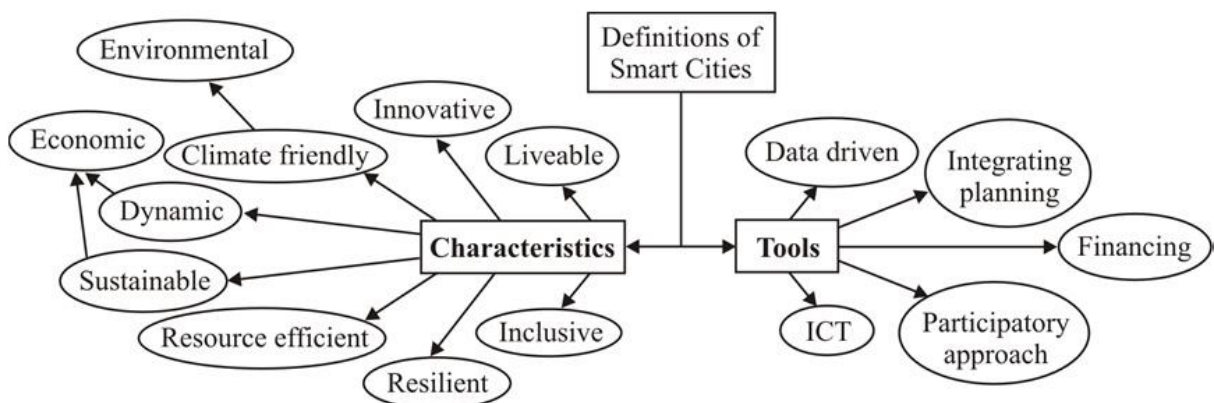 Definitions of
Smart Cities
Environmental
Innovative
Economic
Climate friendly
Liveable
Data driven
Integrating
planning
Dynamic
Characteristics
Tools
Financing
Sustainable
Resource efficient
Inclusive
ICT
Participatory
approach
Resilient